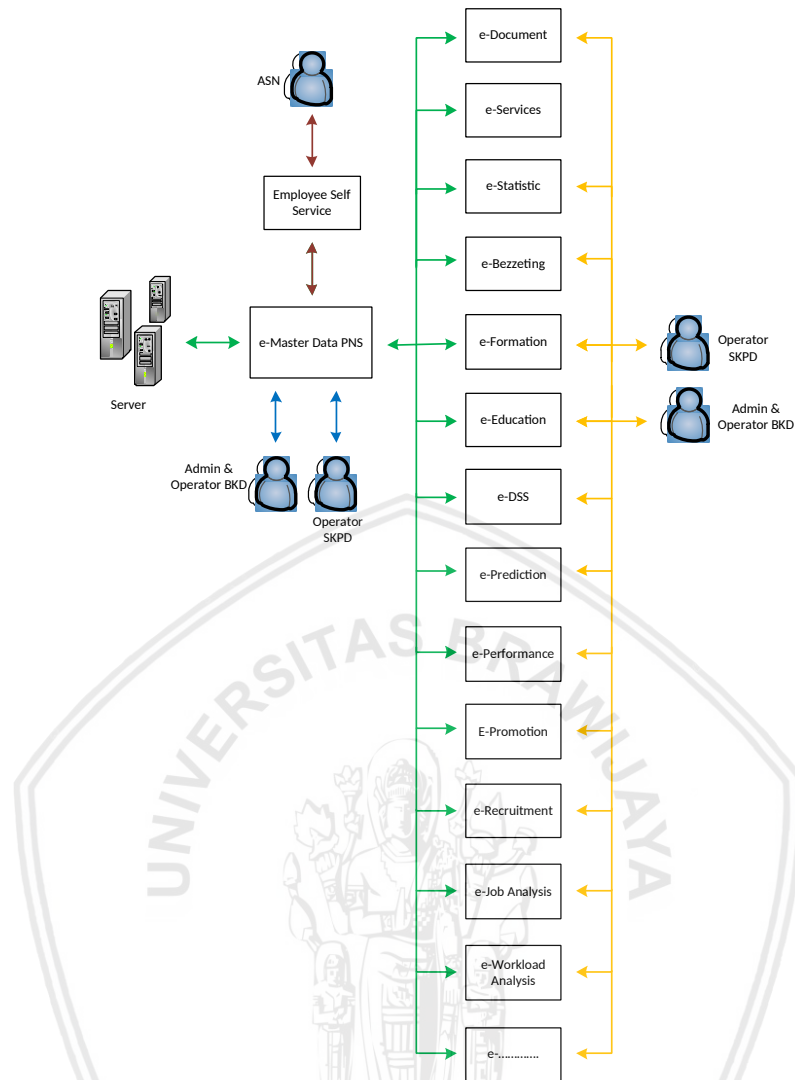 ASN
Employee Self
Service
e-Master Data PNS
Server
Admin &
Operator BKD
Operator
SKPD
e-Document
e-Services
e-Statistic
e-Bezzeting
e-Formation
e-Education
e-DSS
e-Prediction
e-Performance
E-Promotion
e-Recruitment
e-Job Analysis
e-Workload
Analysis
e-………….
Operator
SKPD
Admin &
Operator BKD
UNIVERSITAS BRAWIJAYA